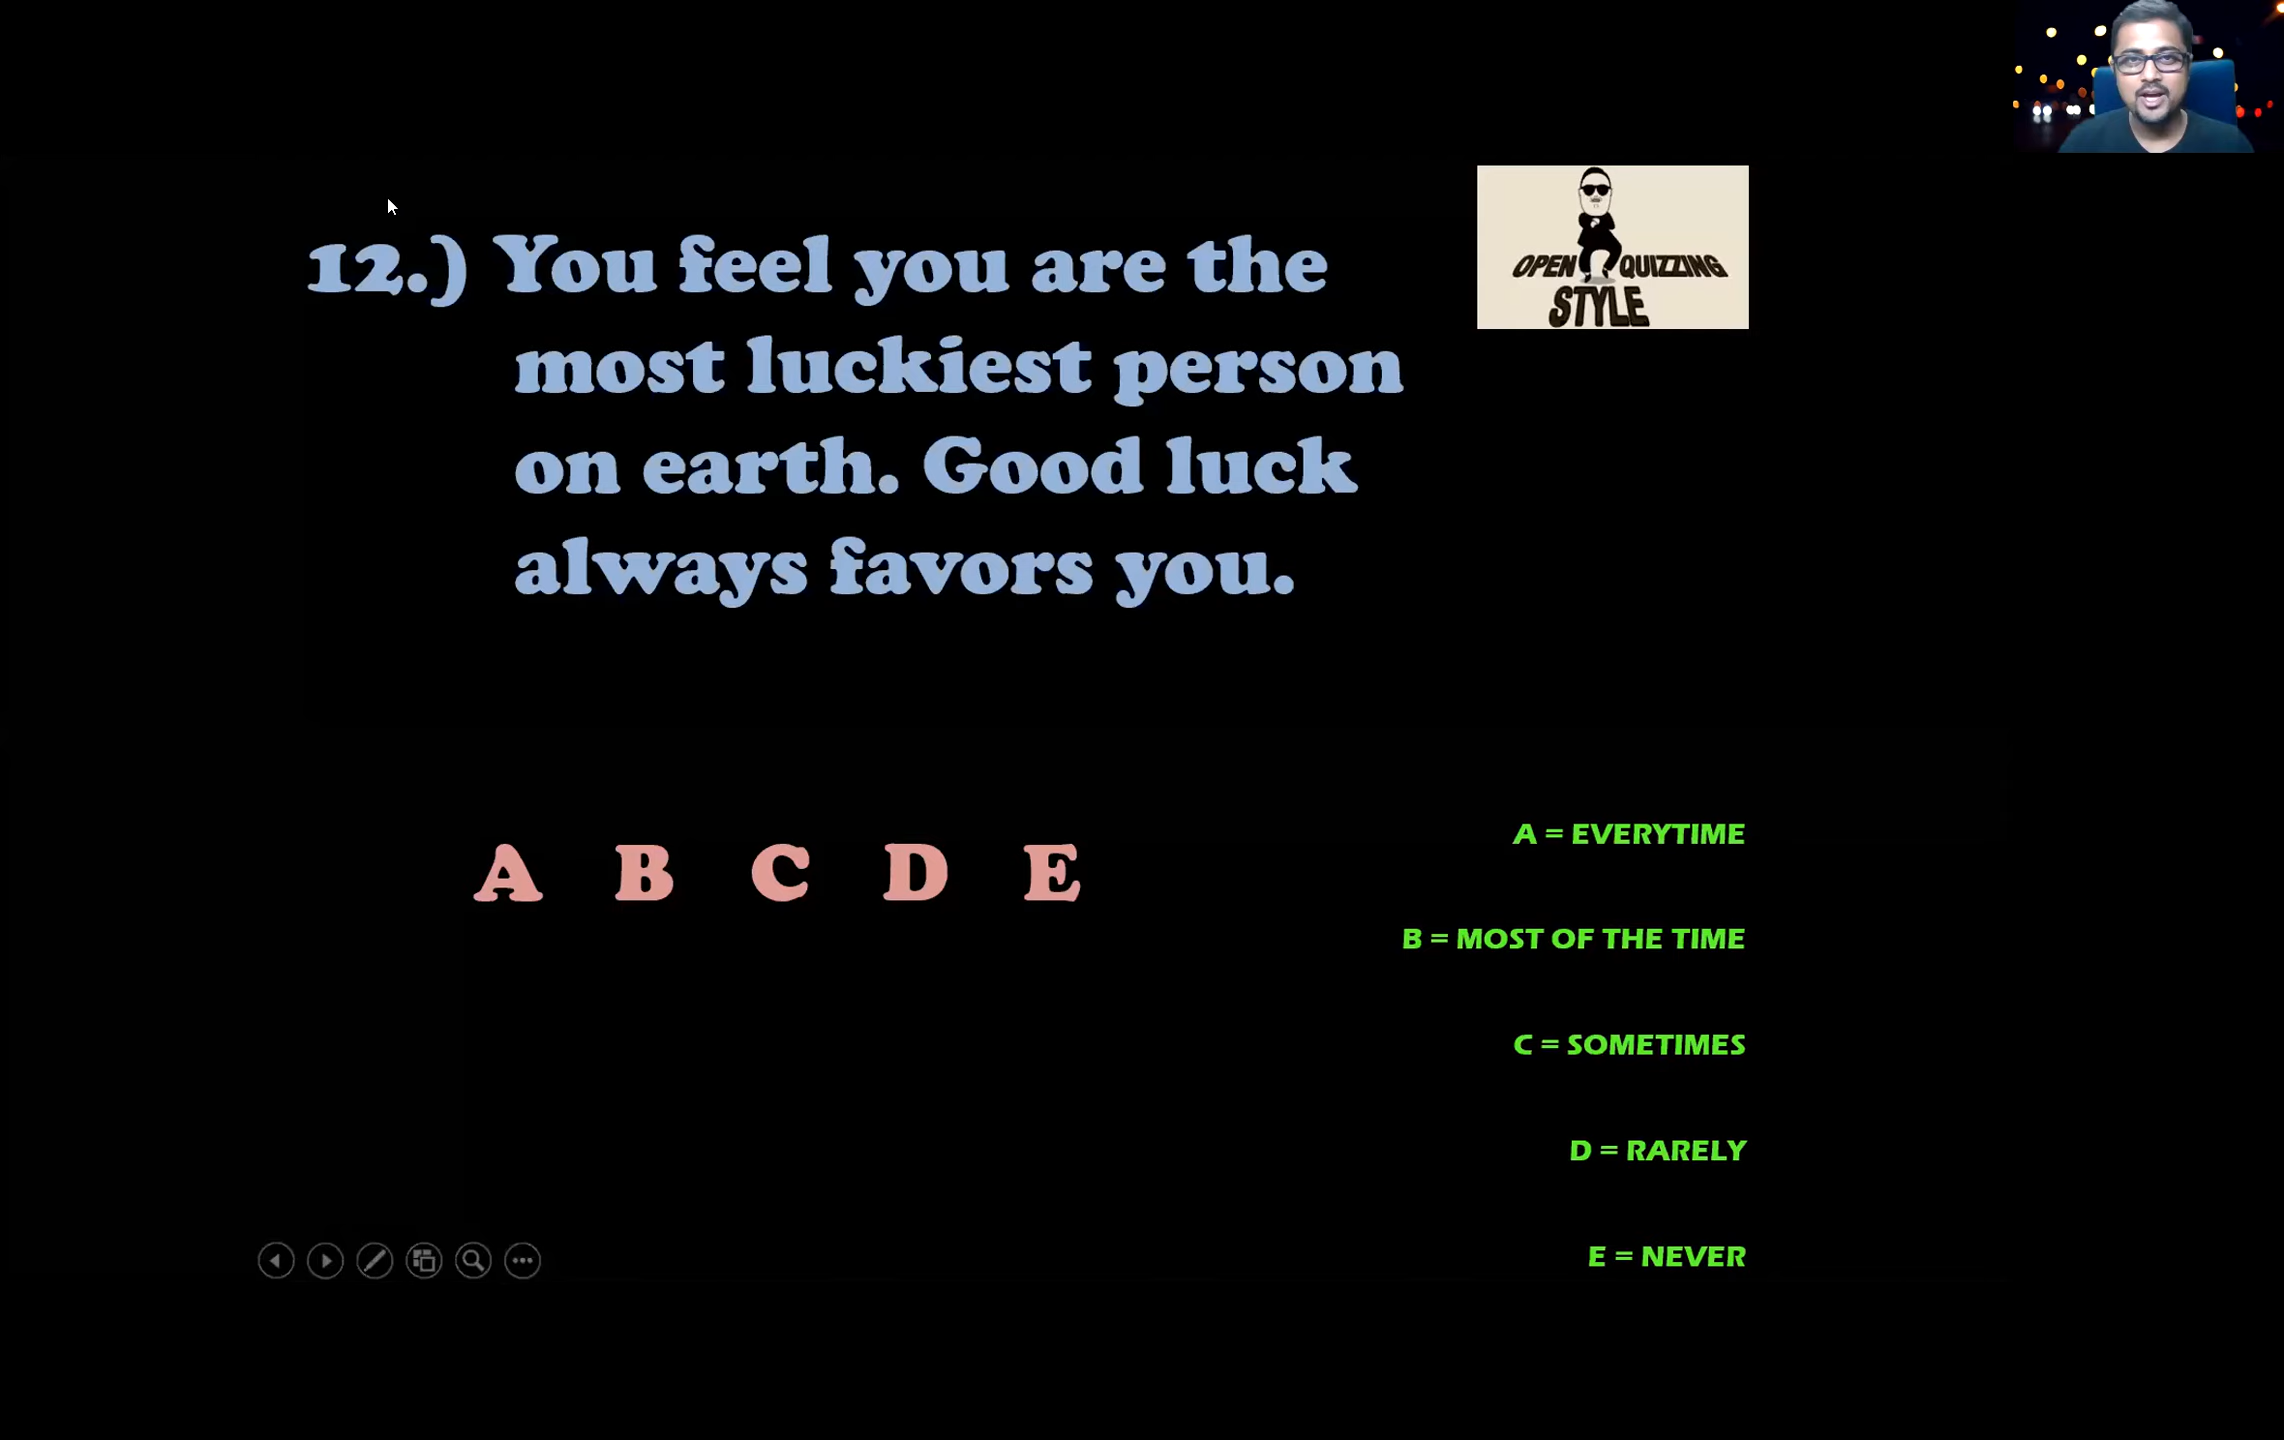 12.) You feel you are the
most luckiest person
on earth. Good luck
always favors you.
OPEN QUIZZING
STYLE
A B C D E
A = EVERYTIME
B = MOST OF THE TIME
C = SOMETIMES
D = RARELY
E = NEVER